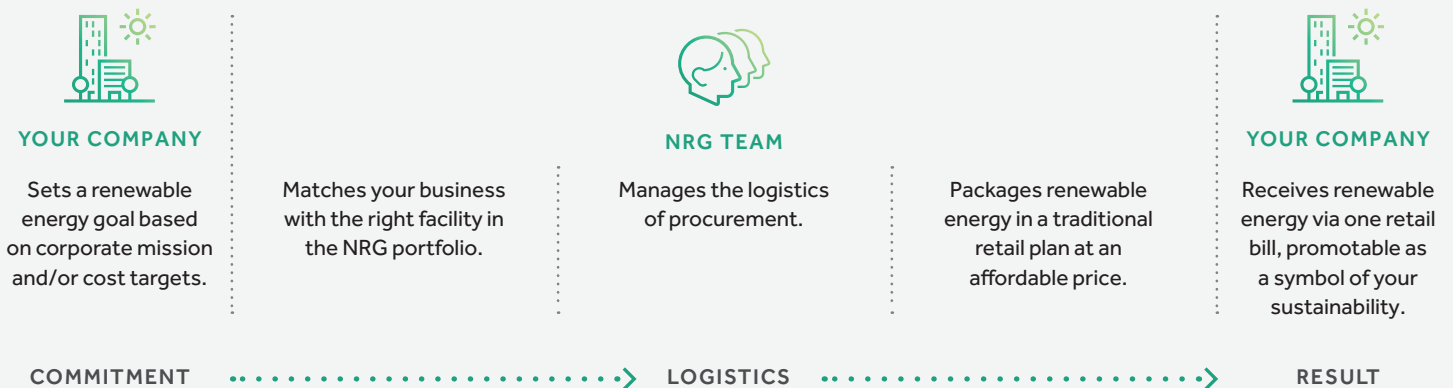 YOUR COMPANY
Sets a renewable
energy goal based
on corporate mission
and/or cost targets.
Matches your business
with the right facility in
the NRG portfolio.
NRG TEAM
Manages the logistics
of procurement.
Packages renewable
energy in a traditional
retail plan at an
affordable price.
YOUR COMPANY
Receives renewable
energy via one retail
bill, promotable as
a symbol of your
sustainability.
COMMITMENT
LOGISTICS
RESULT